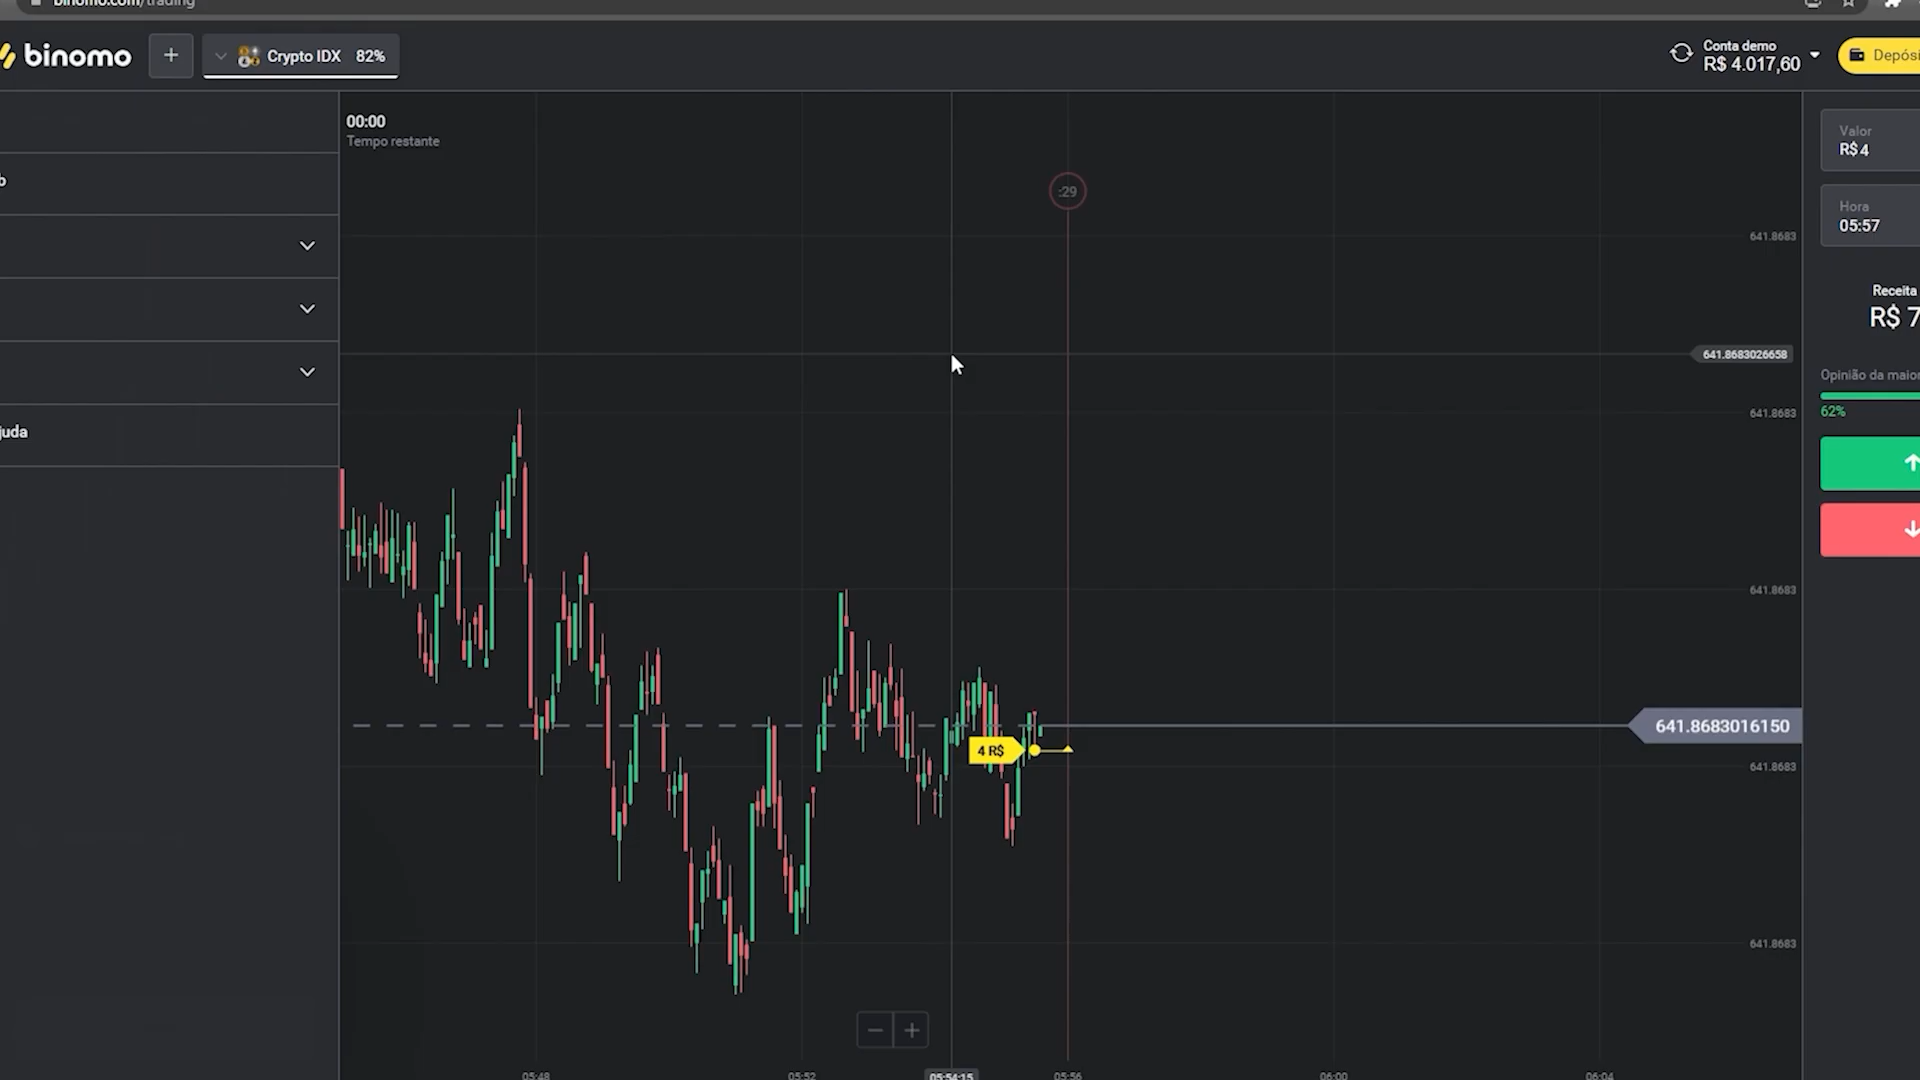 binomo.com/trading
binomo
+
Crypto IDX 82%
Conta demo
R$ 4.017,60
Depósi
00:00
Tempo restante
:29
Valor
R$4
Hora
05:57
Receita
R$ 7
Opinião da maior
62%
b
juda
641.8683
641.8683026658
641.8683
641.8683
641.8683016150
4 R$
641.8683
641.8683
05:48
05:52
05:54:15
05:56
06:00
06:04